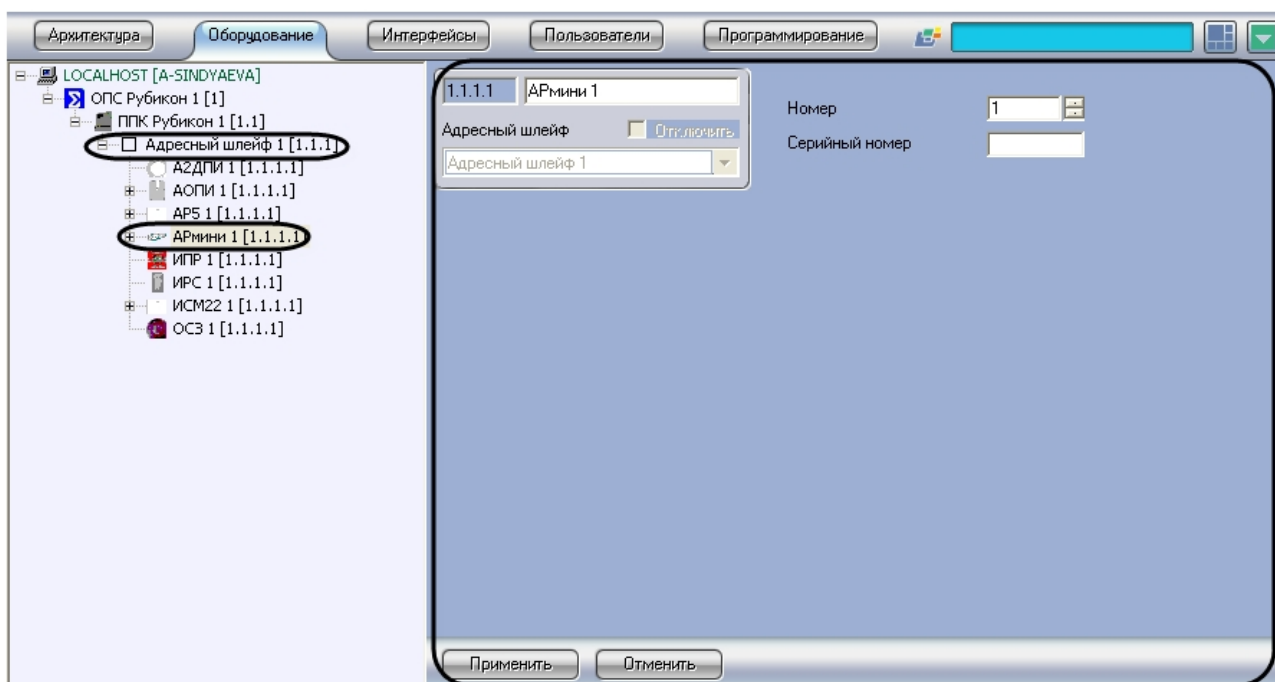 Архитектура Оборудование Интерфейсы Пользователи Программирование
LOCALHOST [A-SINDYAEVA]
ОПС Рубикон 1 [1]
ППК Рубикон 1 [1.1]
Адресный шлейф 1 [1.1.1]
А2ДПИ 1 [1.1.1.1]
АОПИ 1 [1.1.1.1]
АР5 1 [1.1.1.1]
АРмини 1 [1.1.1.1]
ИПР 1 [1.1.1.1]
ИРС 1 [1.1.1.1]
ИСМ22 1 [1.1.1.1]
ОСЗ 1 [1.1.1.1]
1.1.1.1 АРмини 1
Адресный шлейф Отключить
Адресный шлейф 1
Номер 1
Серийный номер
Применить Отменить